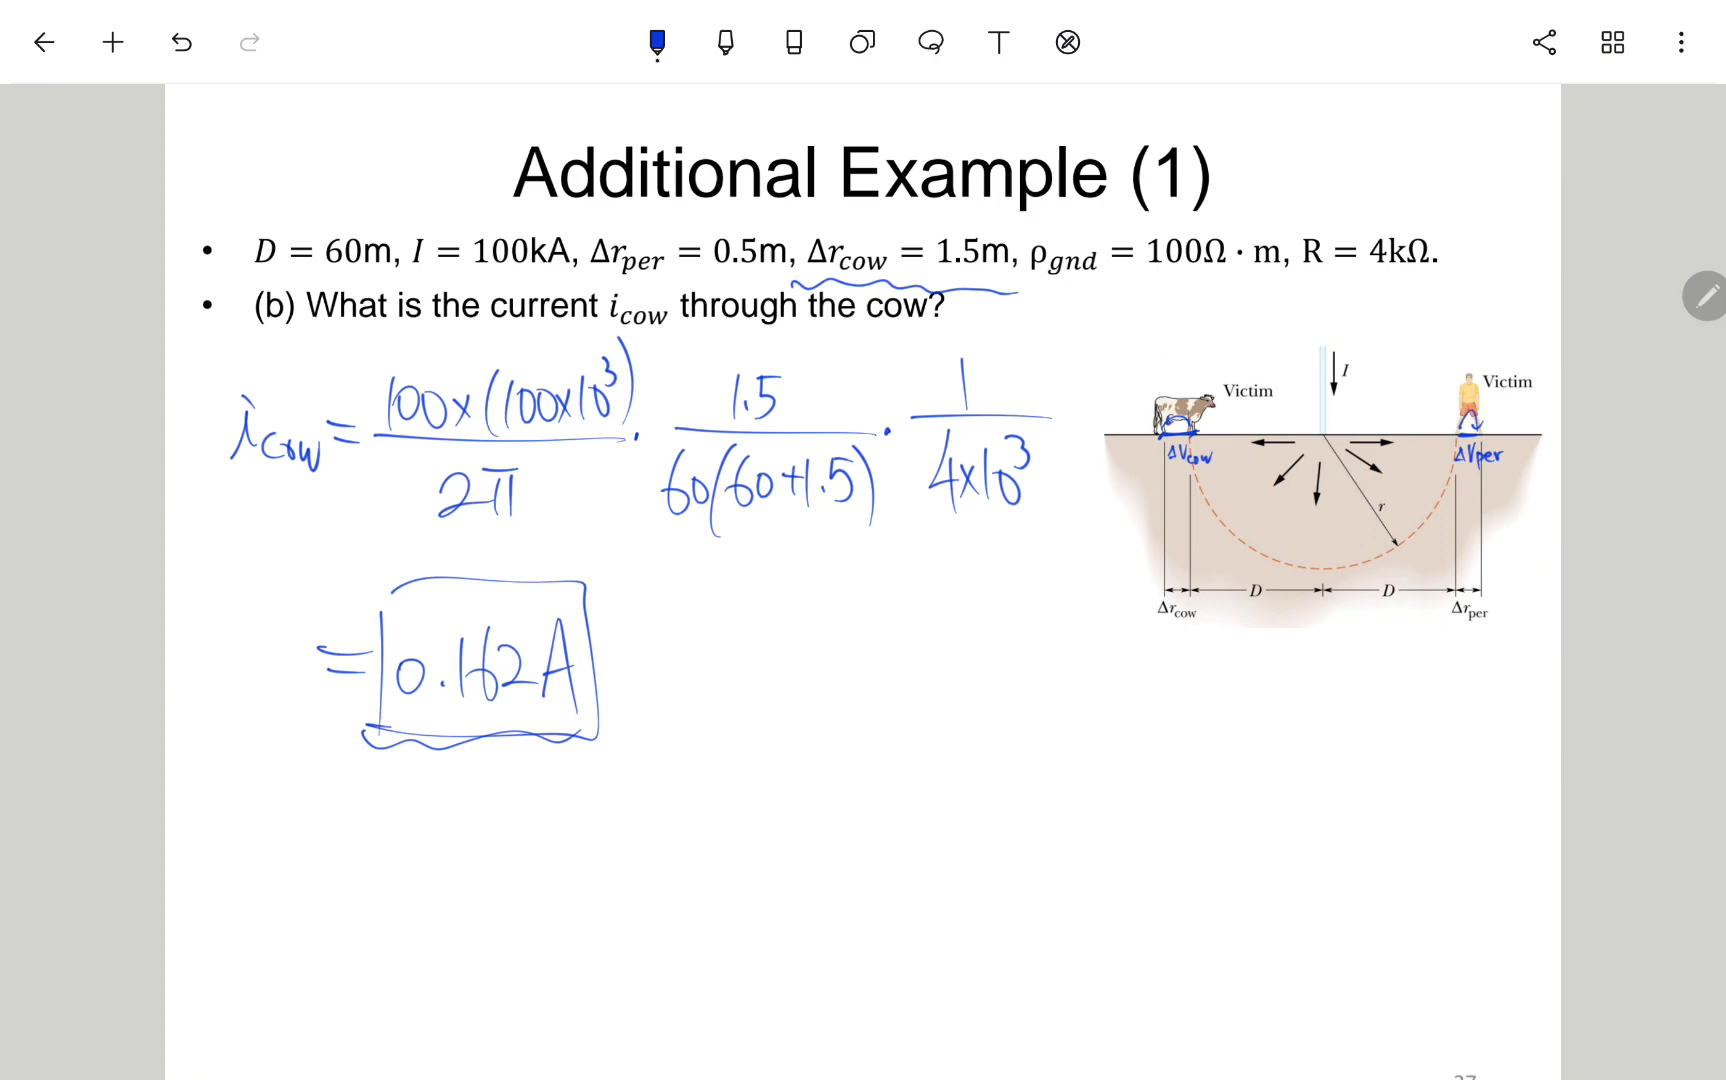 T
Additional Example (1)
• D = 60m, I = 100kA, Δr_per = 0.5m, Δr_cow = 1.5m, ρ_gnd = 100Ω · m, R = 4kΩ.
• (b) What is the current i_cow through the cow?
i_cow = 100×(100×10³) / 2π · 1.5 / 60(60+1.5) · 1 / 4×10³
= 0.162A
I
Victim
Victim
ΔV_cow
ΔV_per
r
D
D
Δr_cow
Δr_per